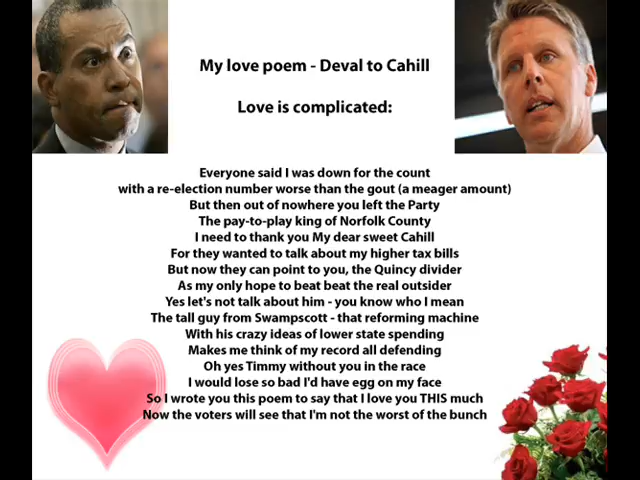 My love poem - Deval to Cahill
Love is complicated:
Everyone said I was down for the count
with a re-election number worse than the gout (a meager amount)
But then out of nowhere you left the Party
The pay-to-play king of Norfolk County
I need to thank you My dear sweet Cahill
For they wanted to talk about my higher tax bills
But now they can point to you, the Quincy divider
As my only hope to beat beat the real outsider
Yes let's not talk about him - you know who I mean
The tall guy from Swampscott - that reforming machine
With his crazy ideas of lower state spending
Makes me think of my record all defending
Oh yes Timmy without you in the race
I would lose so bad I'd have egg on my face
So I wrote you this poem to say that I love you THIS much
Now the voters will see that I'm not the worst of the bunch